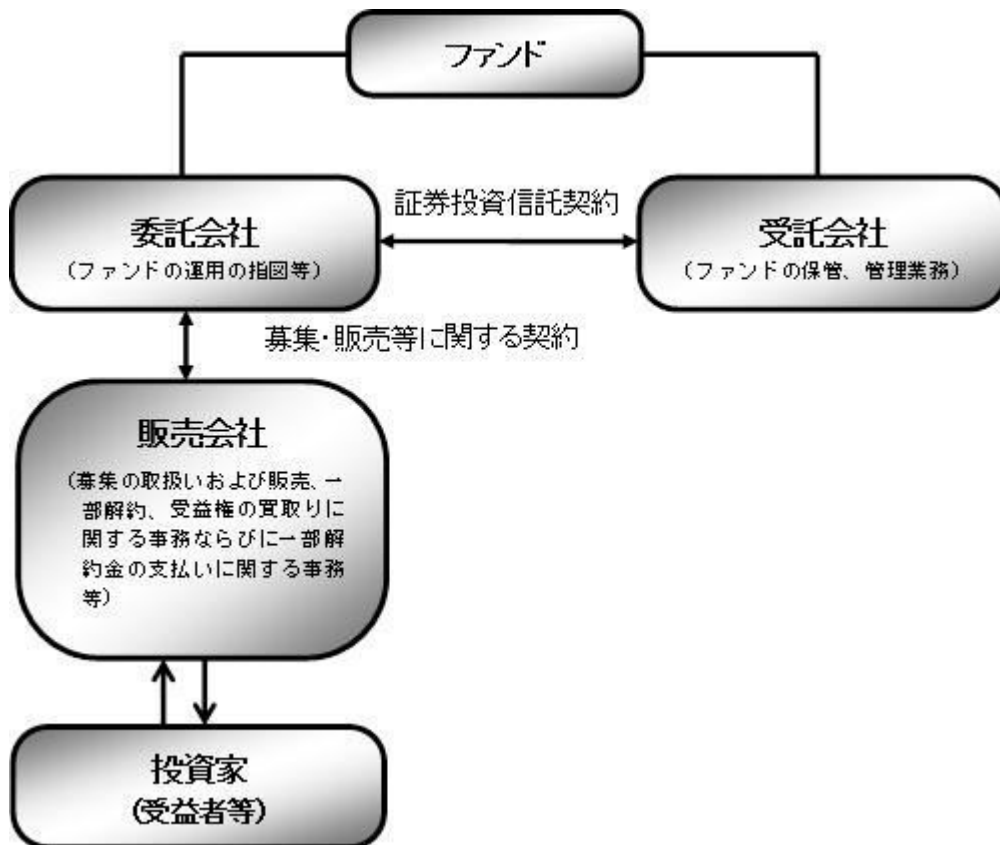 ファンド
委託会社
（ファンドの運用の指図等）
証券投資信託契約
受託会社
（ファンドの保管、管理業務）
募集・販売等に関する契約
販売会社
（募集の取扱いおよび販売、一
部解約、受益権の買取りに
関する事務ならびに一部解
約金の支払いに関する事務
等）
投資家
（受益者等）